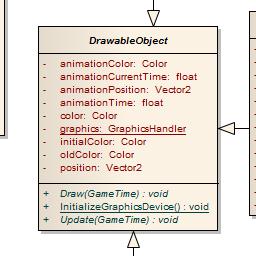 DrawableObject
- animationColor: Color
- animationCurrentTime: float
- animationPosition: Vector2
- animationTime: float
- color: Color
- graphics: GraphicsHandler
- initialColor: Color
- oldColor: Color
- position: Vector2
+ Draw(GameTime) : void
+ InitializeGraphicsDevice() : void
+ Update(GameTime) : void